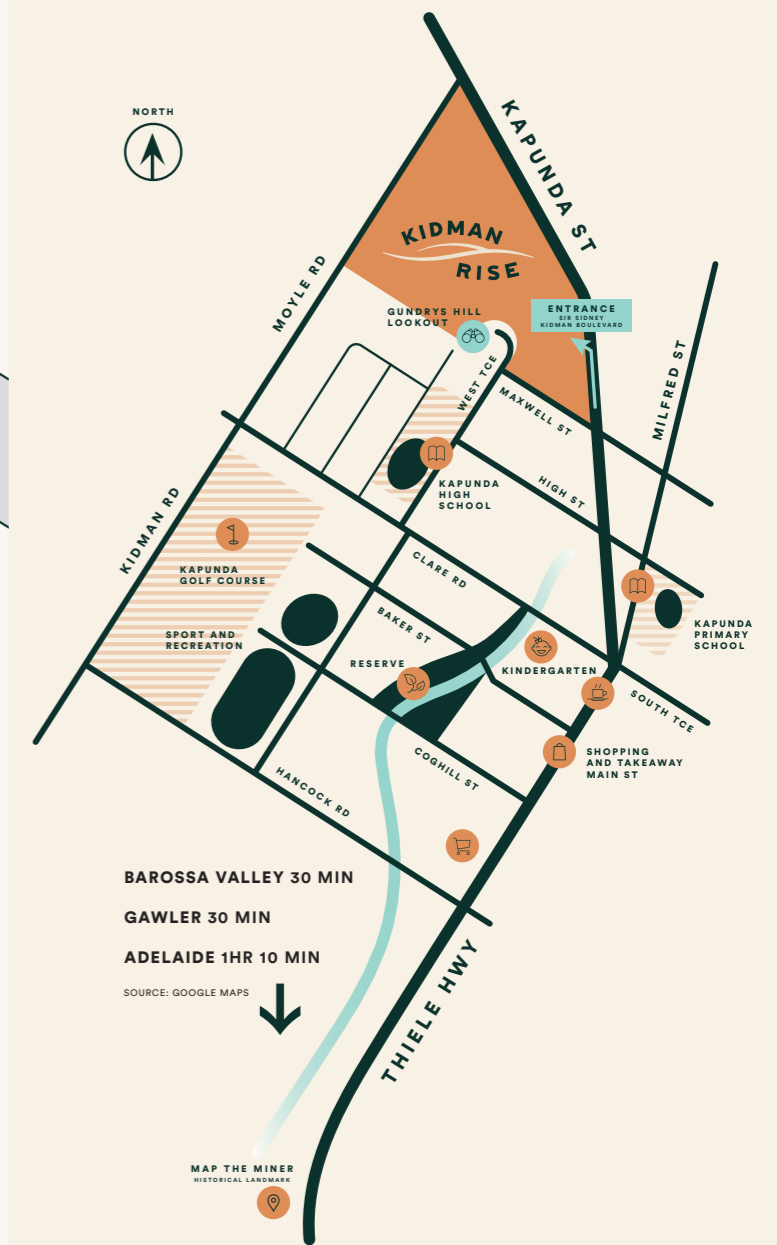 NORTH
KAPUNDA ST
KIDMAN
RISE
MOYLE RD
GUNDRYS HILL
LOOKOUT
ENTRANCE
SIR SIDNEY
KIDMAN BOULEVARD
WEST TCE
MAXWELL ST
MILFRED ST
KAPUNDA
HIGH
SCHOOL
HIGH ST
KIDMAN RD
KAPUNDA
GOLF COURSE
CLARE RD
BAKER ST
SPORT AND
RECREATION
RESERVE
KINDERGARTEN
KAPUNDA
PRIMARY
SCHOOL
SOUTH TCE
SHOPPING
AND TAKEAWAY
MAIN ST
COGHILL ST
HANCOCK RD
BAROSSA VALLEY 30 MIN
GAWLER 30 MIN
ADELAIDE 1HR 10 MIN
SOURCE: GOOGLE MAPS
THIELE HWY
MAP THE MINER
HISTORICAL LANDMARK